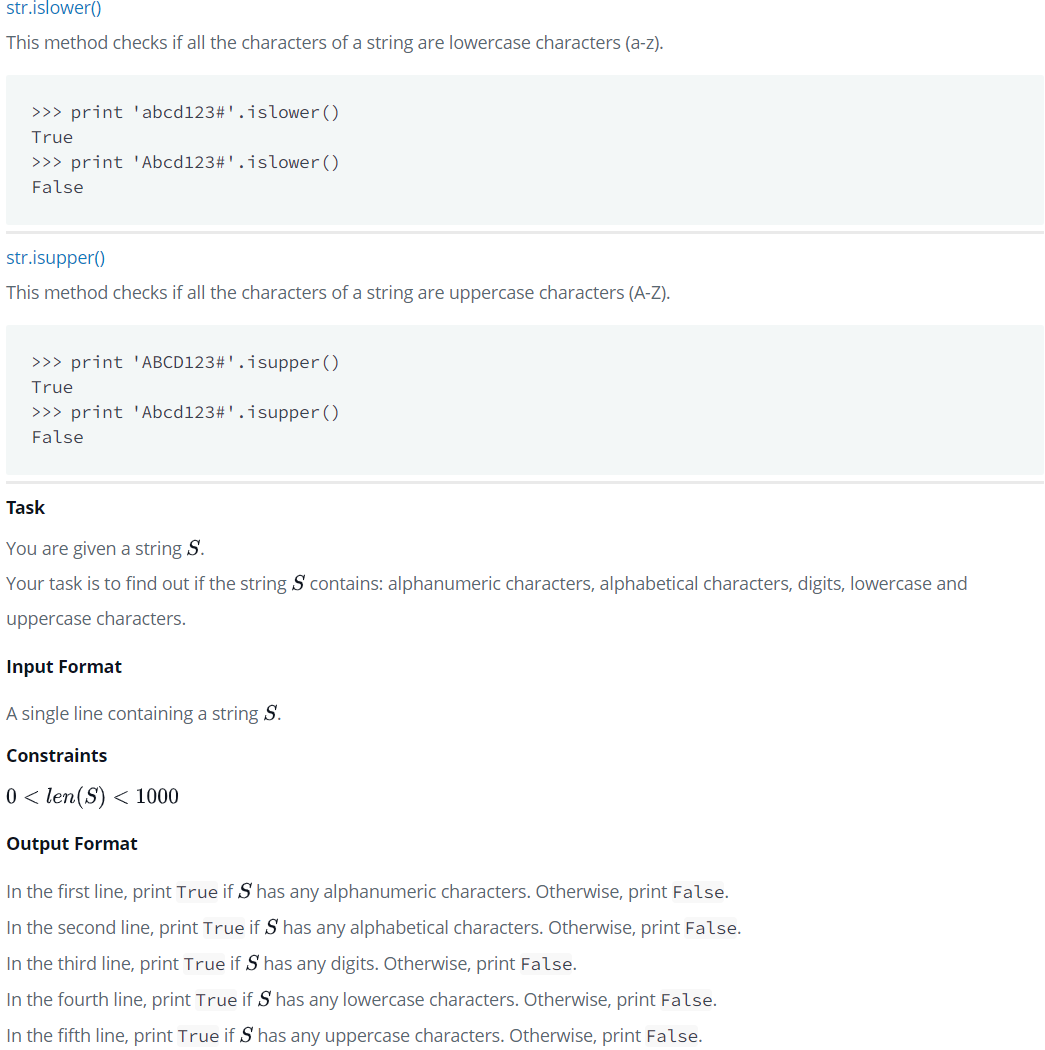 str.islower()
This method checks if all the characters of a string are lowercase characters (a-z).
>>> print 'abcd123#'.islower()
True
>>> print 'Abcd123#'.islower()
False
str.isupper()
This method checks if all the characters of a string are uppercase characters (A-Z).
>>> print 'ABCD123#'.isupper()
True
>>> print 'Abcd123#'.isupper()
False
Task
You are given a string S.
Your task is to find out if the string S contains: alphanumeric characters, alphabetical characters, digits, lowercase and
uppercase characters.
Input Format
A single line containing a string S.
Constraints
0 < len(S) < 1000
Output Format
In the first line, print True if S has any alphanumeric characters. Otherwise, print False.
In the second line, print True if S has any alphabetical characters. Otherwise, print False.
In the third line, print True if S has any digits. Otherwise, print False.
In the fourth line, print True if S has any lowercase characters. Otherwise, print False.
In the fifth line, print True if S has any uppercase characters. Otherwise, print False.